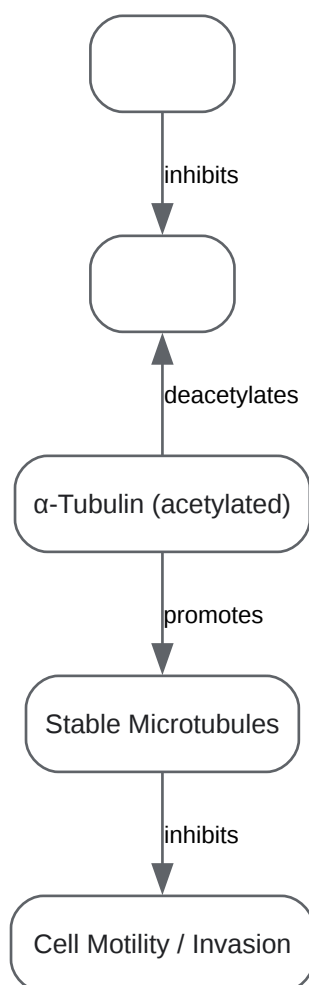 inhibits
deacetylates
α-Tubulin (acetylated)
promotes
Stable Microtubules
inhibits
Cell Motility / Invasion